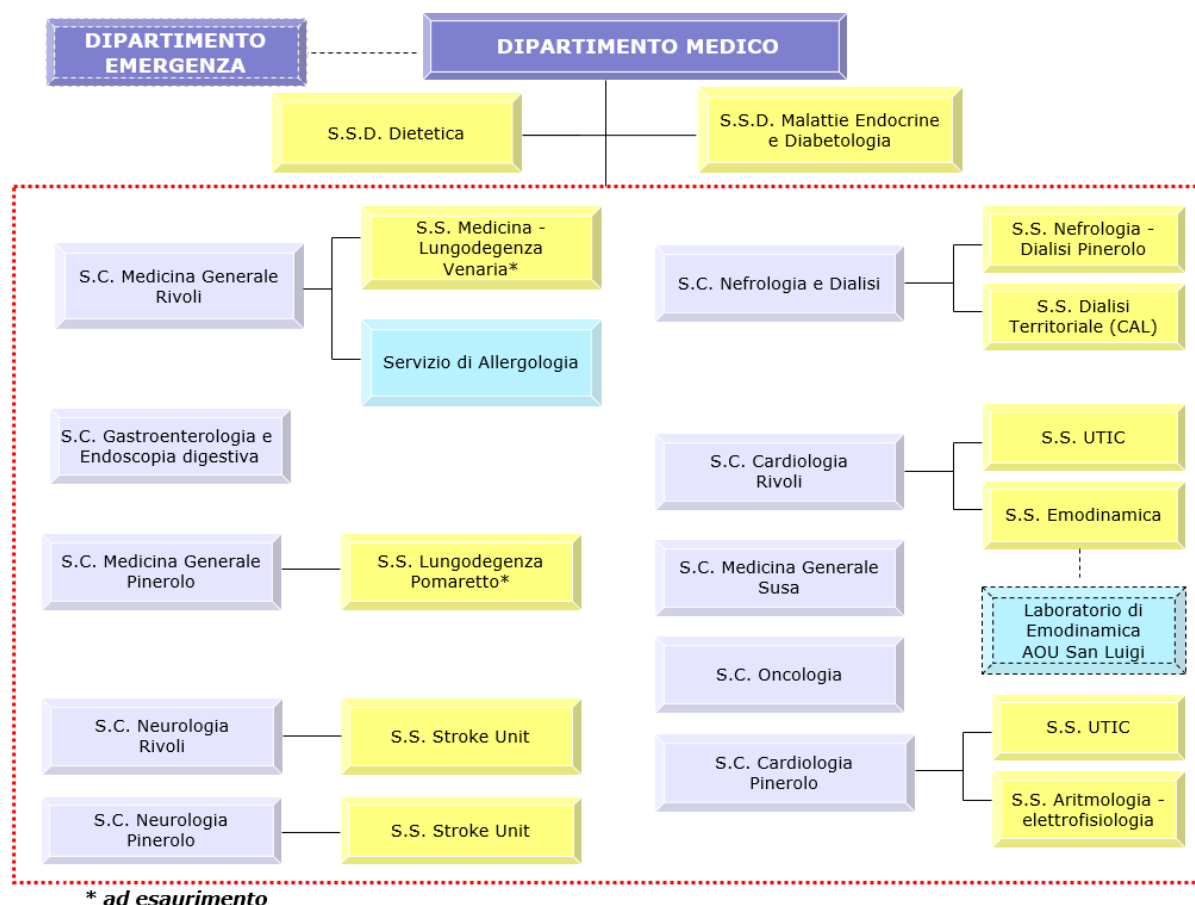 DIPARTIMENTO
EMERGENZA
DIPARTIMENTO MEDICO
S.S.D. Dietetica
S.S.D. Malattie Endocrine
e Diabetologia
S.C. Medicina Generale
Rivoli
S.S. Medicina -
Lungodegenza
Venaria*
Servizio di Allergologia
S.C. Gastroenterologia e
Endoscopia digestiva
S.C. Medicina Generale
Pinerolo
S.S. Lungodegenza
Pomaretto*
S.C. Neurologia
Rivoli
S.S. Stroke Unit
S.C. Neurologia
Pinerolo
S.S. Stroke Unit
S.C. Nefrologia e Dialisi
S.S. Nefrologia -
Dialisi Pinerolo
S.S. Dialisi
Territoriale (CAL)
S.C. Cardiologia
Rivoli
S.S. UTIC
S.S. Emodinamica
Laboratorio di
Emodinamica
AOU San Luigi
S.C. Medicina Generale
Susa
S.C. Oncologia
S.C. Cardiologia
Pinerolo
S.S. UTIC
S.S. Aritmologia -
elettrofisiologia
* ad esaurimento